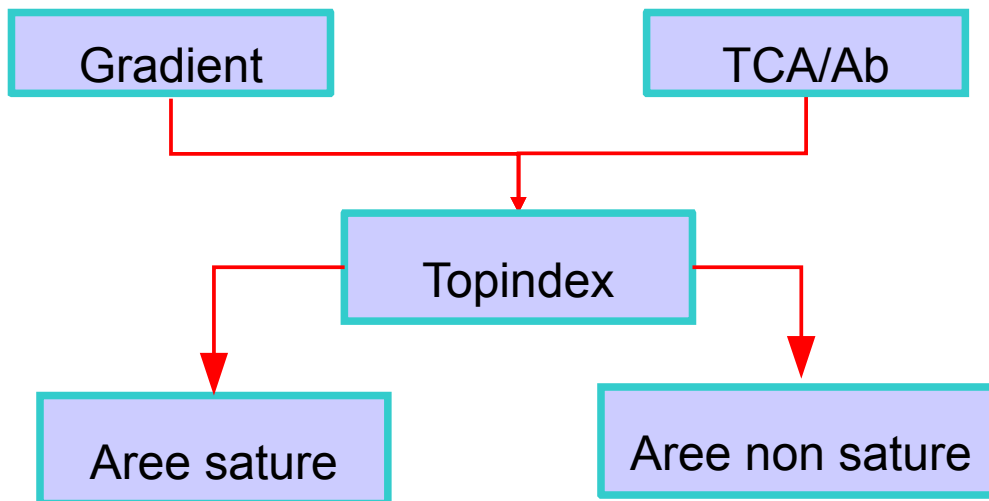 Gradient
TCA/Ab
Topindex
Aree sature
Aree non sature